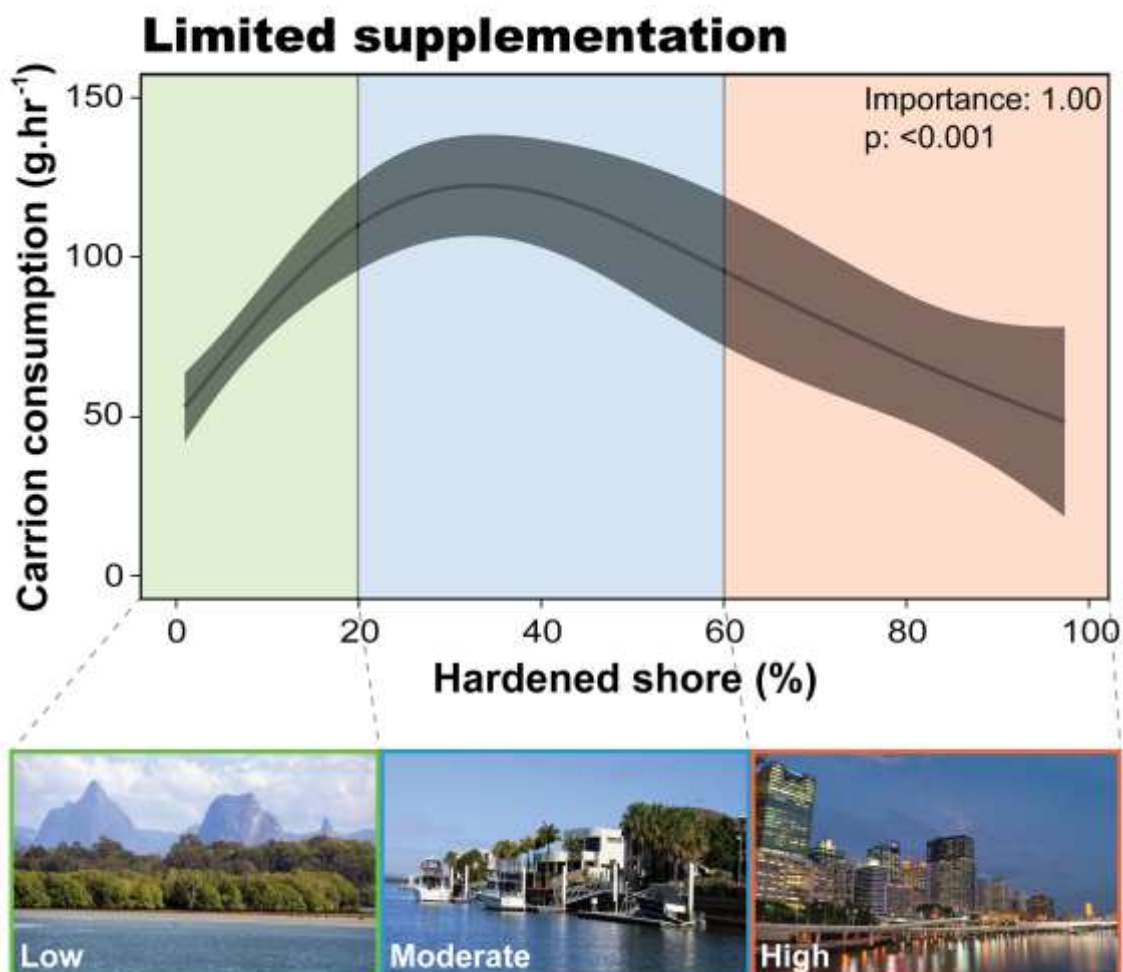 Limited supplementation
Carrion consumption (g.hr⁻¹)
150
100
50
0
Importance: 1.00
p: <0.001
0 20 40 60 80 100
Hardened shore (%)
Low Moderate High